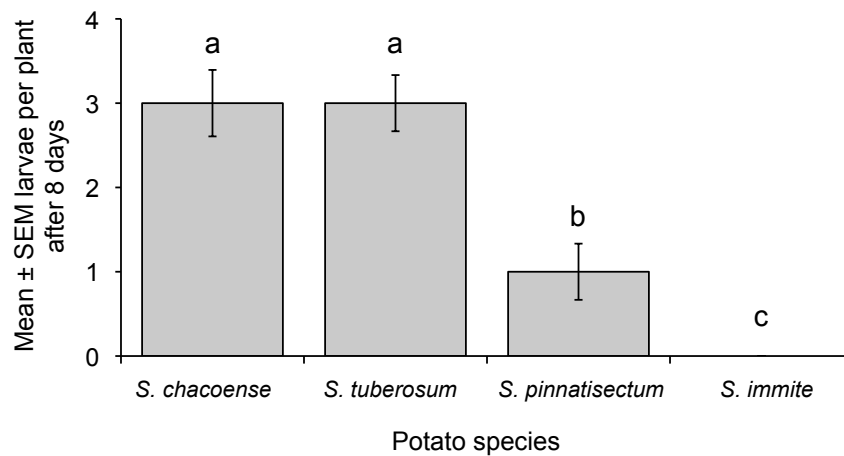 Mean ± SEM larvae per plant
after 8 days
4
3
2
1
0
a
a
b
c
S. chacoense
S. tuberosum
S. pinnatisectum
S. immite
Potato species